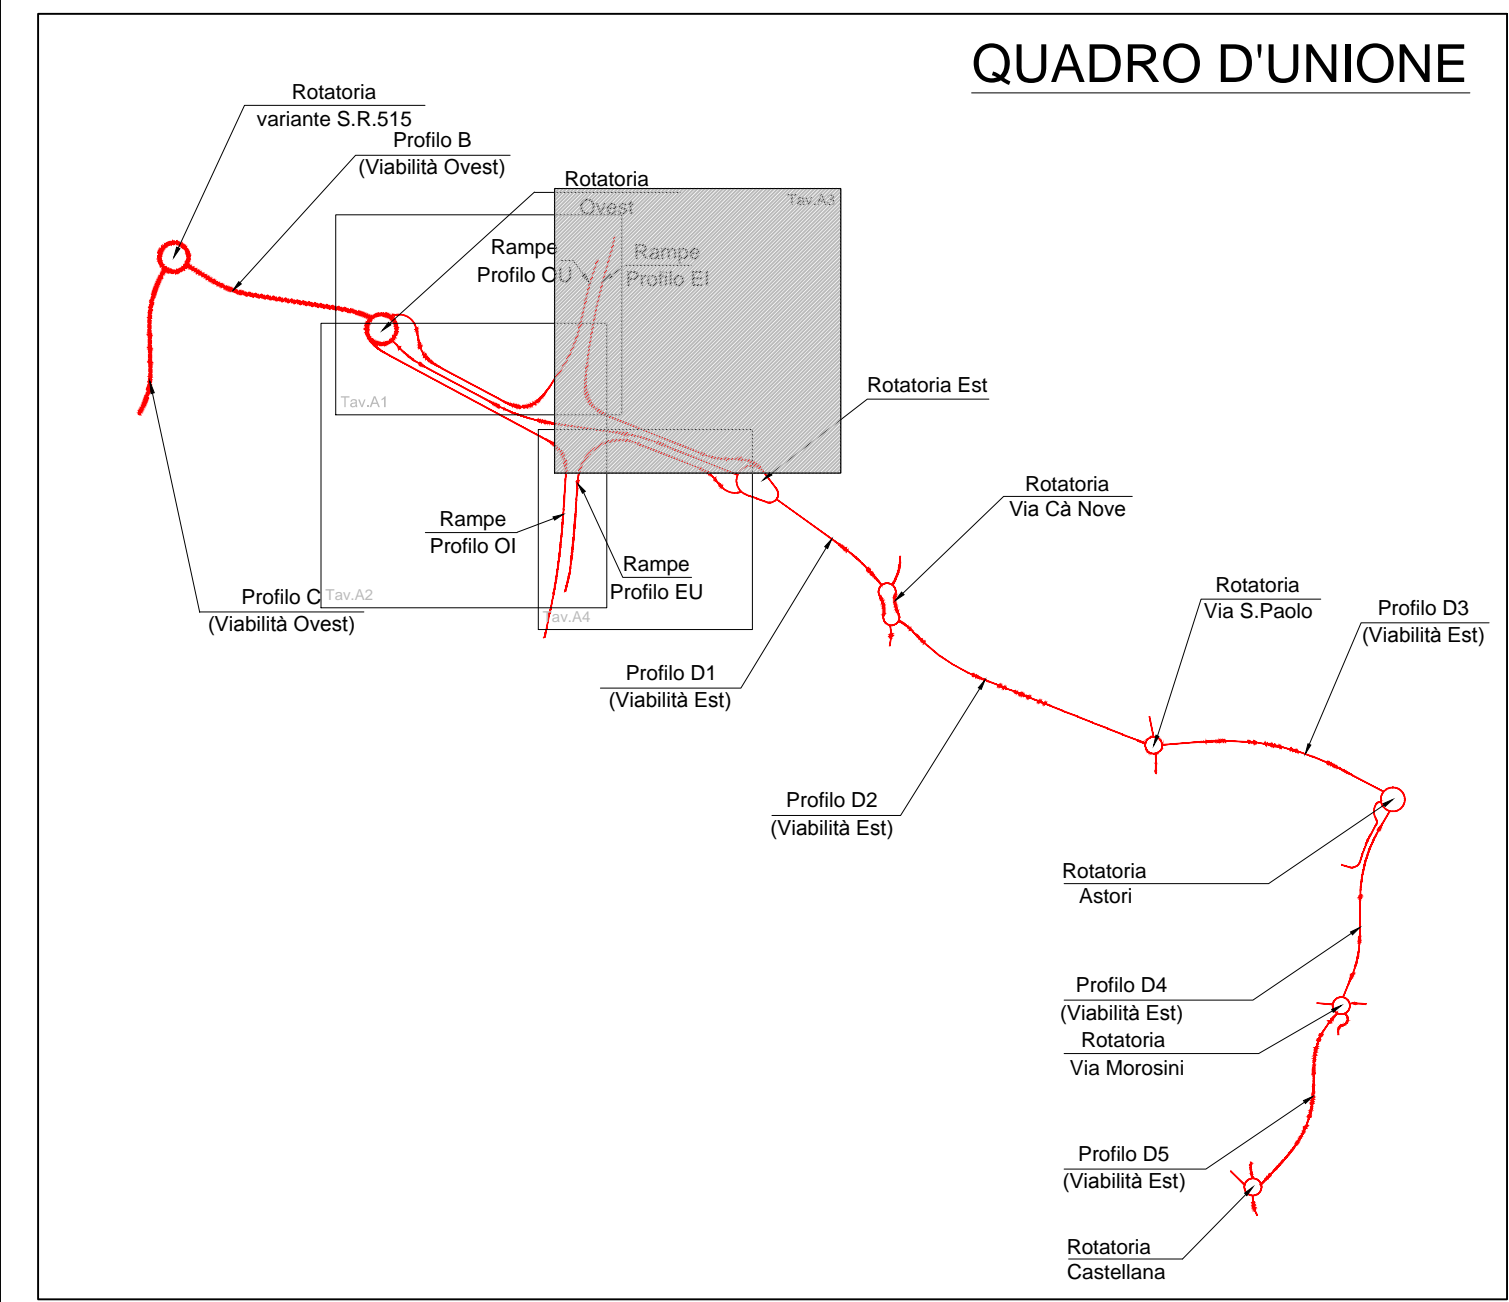 QUADRO D'UNIONE
Rotatoria
variante S.R.515
Profilo B
(Viabilità Ovest)
Rotatoria
Ovest
Tav.A3
Rampe
Profilo OU
Rampe
Profilo EI
Tav.A1
Rotatoria Est
Rotatoria
Via Cà Nove
Rampe
Profilo OI
Rampe
Profilo EU
Profilo C
(Viabilità Ovest)
Tav.A2
Tav.A4
Rotatoria
Via S.Paolo
Profilo D3
(Viabilità Est)
Profilo D1
(Viabilità Est)
Profilo D2
(Viabilità Est)
Rotatoria
Astori
Profilo D4
(Viabilità Est)
Rotatoria
Via Morosini
Profilo D5
(Viabilità Est)
Rotatoria
Castellana